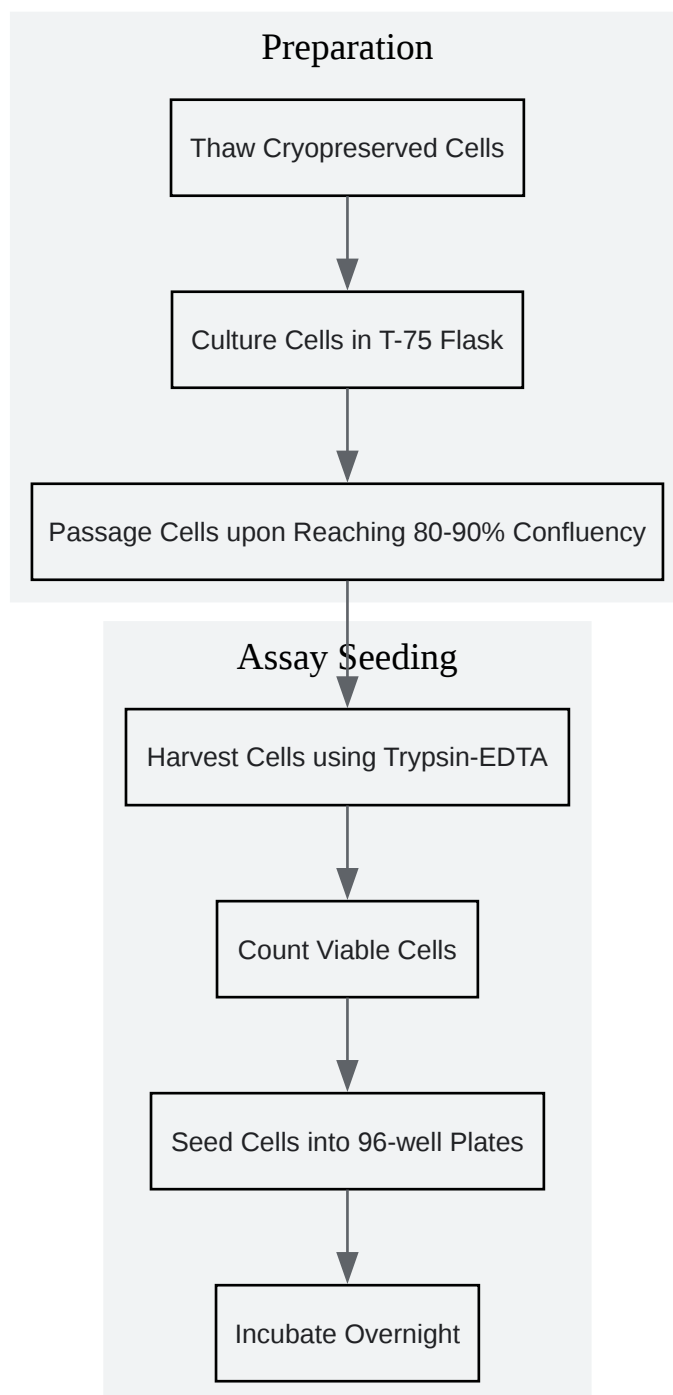 Preparation
Thaw Cryopreserved Cells
Culture Cells in T-75 Flask
Passage Cells upon Reaching 80-90% Confluency
Assay Seeding
Harvest Cells using Trypsin-EDTA
Count Viable Cells
Seed Cells into 96-well Plates
Incubate Overnight